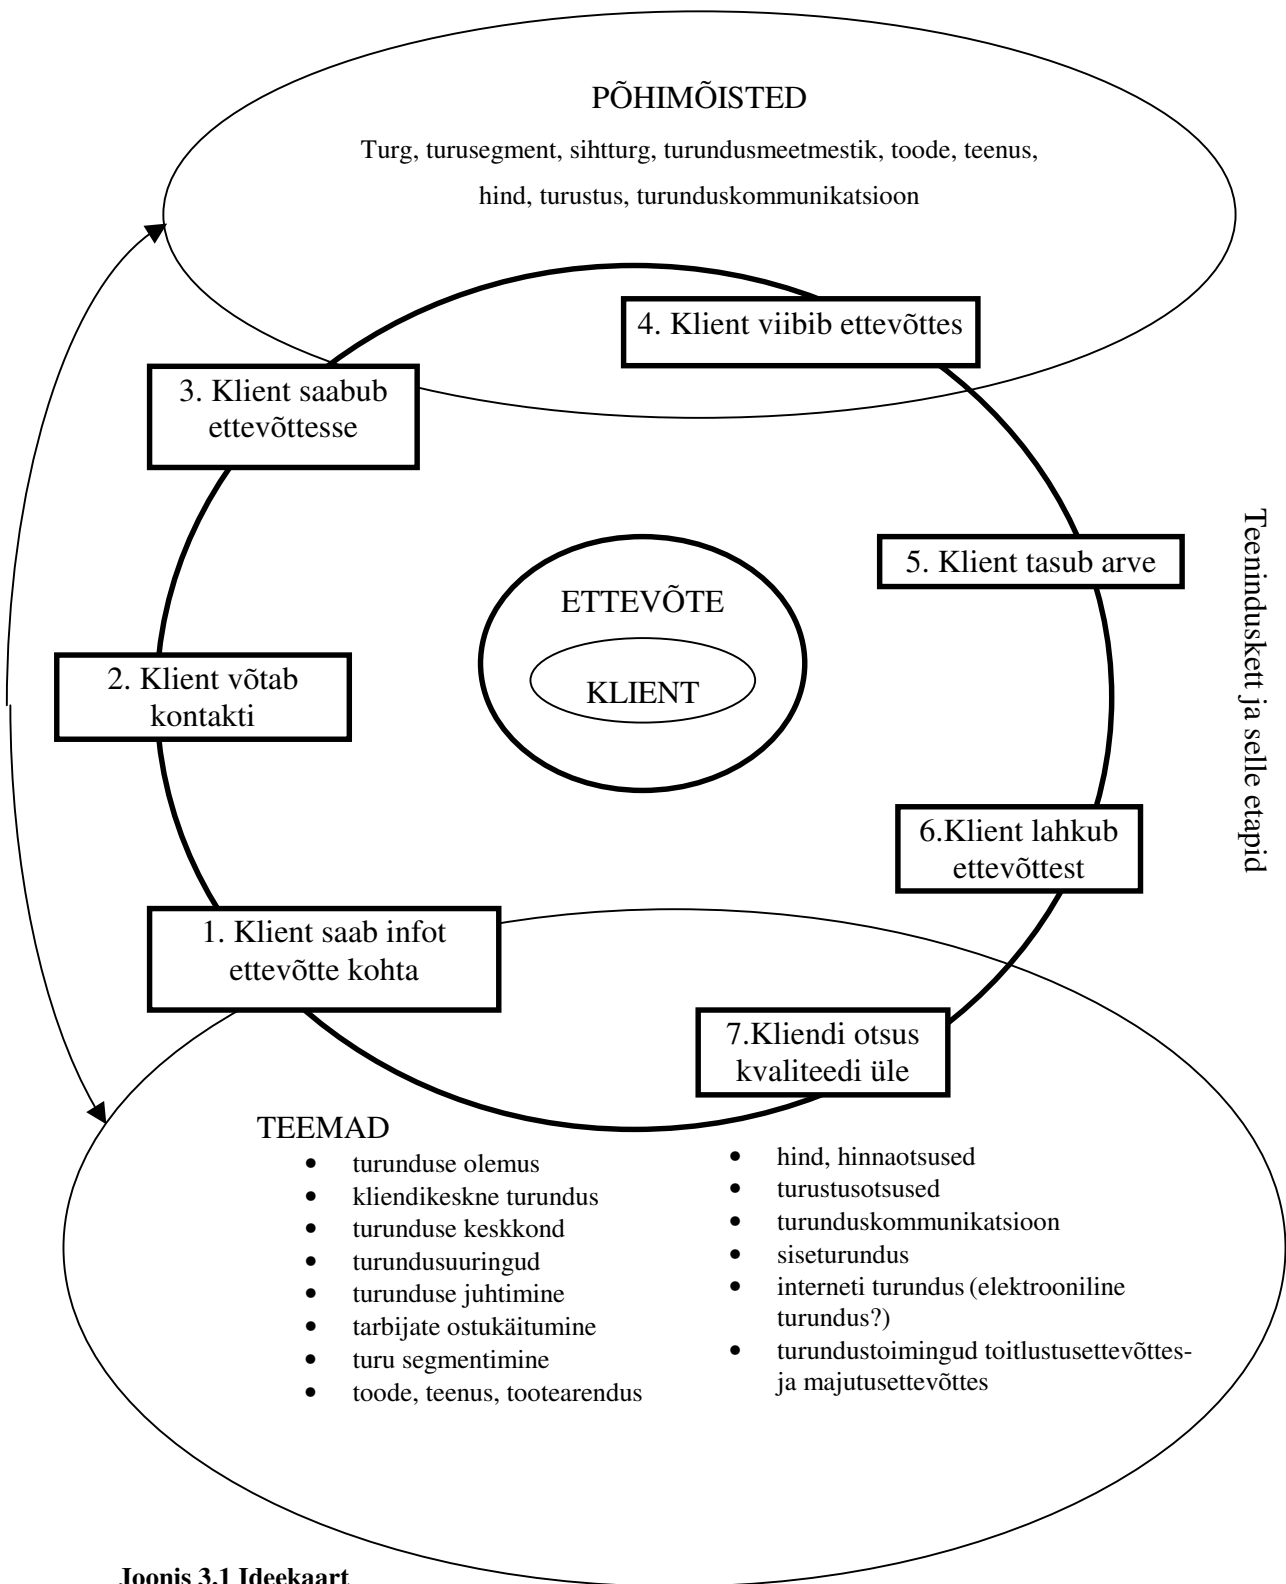 PÕHIMÕISTED
Turg, turusegment, sihtturg, turundusmeetmestik, toode, teenus,
hind, turustus, turunduskommunikatsioon
4. Klient viibib ettevõttes
3. Klient saabub
ettevõttesse
5. Klient tasub arve
Teeninduskett ja selle etapid
ETTEVÕTE
KLIENT
2. Klient võtab
kontakti
6.Klient lahkub
ettevõttest
1. Klient saab infot
ettevõtte kohta
7.Kliendi otsus
kvaliteedi üle
TEEMAD
• turunduse olemus
• kliendikeskne turundus
• turunduse keskkond
• turundusuuringud
• turunduse juhtimine
• tarbijate ostukäitumine
• turu segmentimine
• toode, teenus, tootearendus
• hind, hinnaotsused
• turustusotsused
• turunduskommunikatsioon
• siseturundus
• interneti turundus (elektrooniline
turundus?)
• turundustoimingud toitlustusettevõttes-
ja majutusettevõttes
Joonis 3.1 Ideekaart